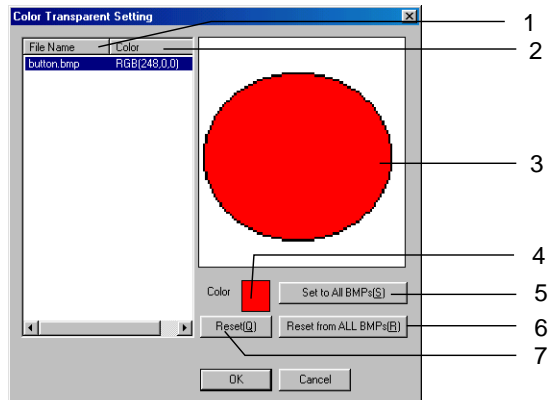 Color Transparent Setting
1
File Name Color
2
button.bmp RGB(248,0,0)
3
4
Color Set to All BMPs(S)
5
Reset(Q) Reset from ALL BMPs(R)
6
7
OK Cancel